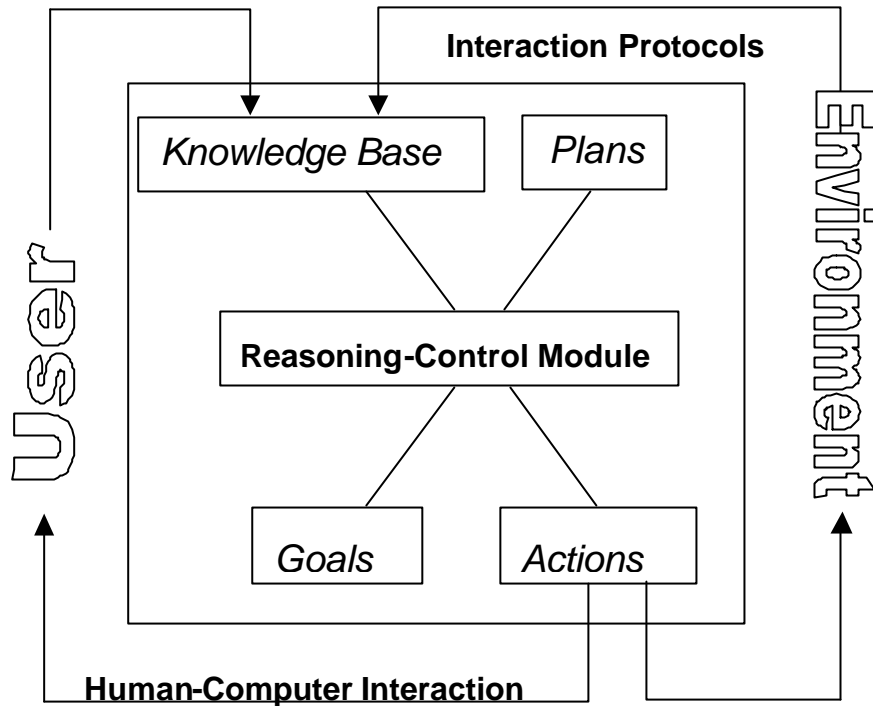 Interaction Protocols
Knowledge Base
Plans
User
Environment
Reasoning-Control Module
Goals
Actions
Human-Computer Interaction